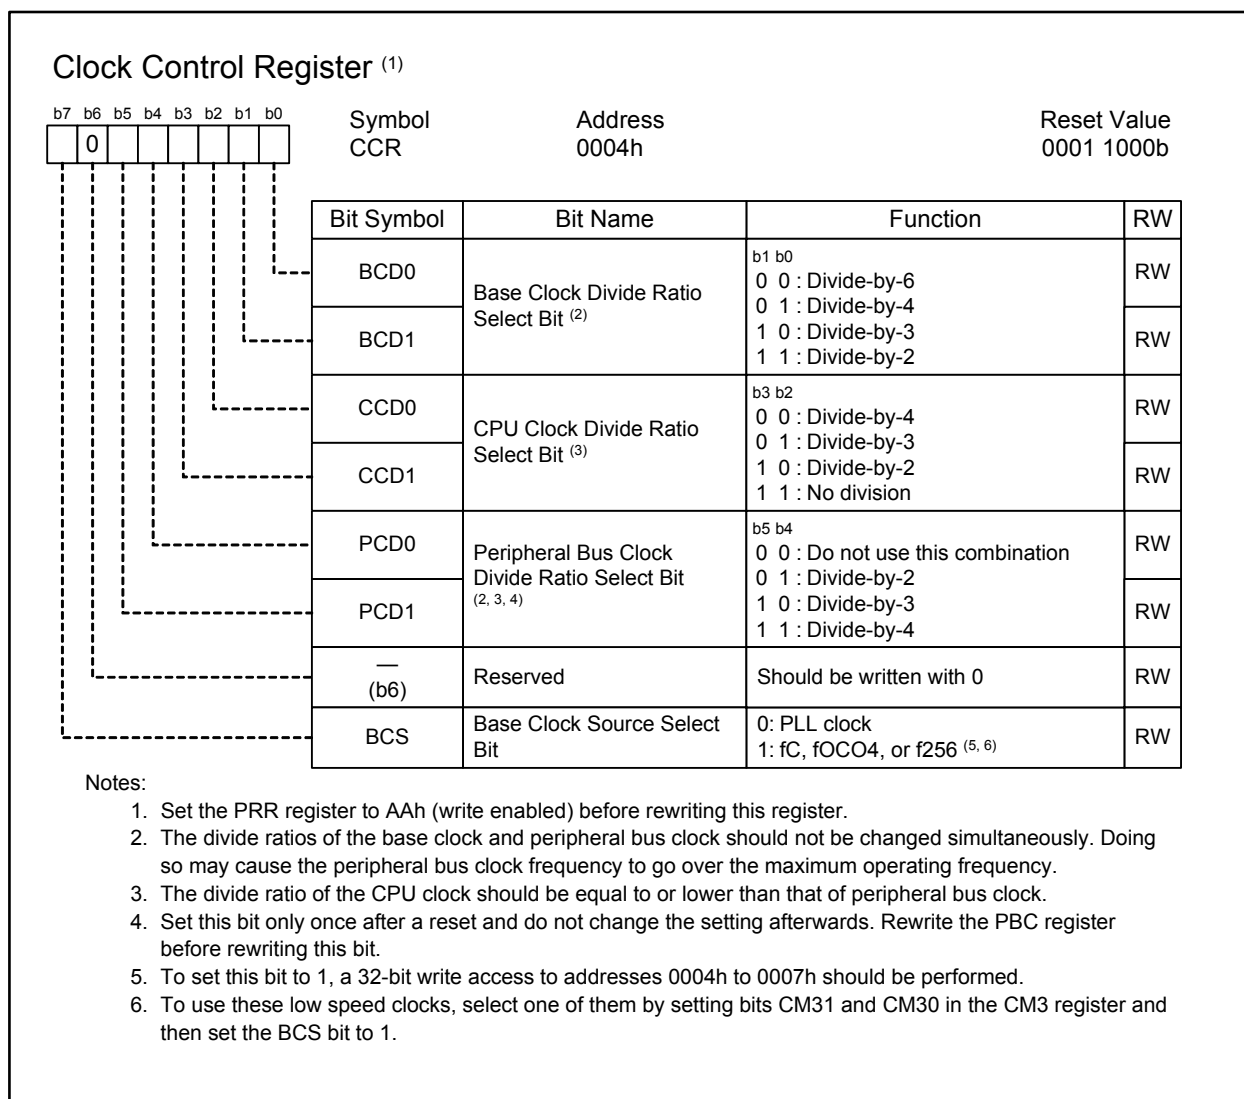 Clock Control Register (1)
b7 b6 b5 b4 b3 b2 b1 b0
0
Symbol Address Reset Value
CCR 0004h 0001 1000b
Bit Symbol Bit Name Function RW
BCD0
BCD1
Base Clock Divide Ratio
Select Bit (2)
b1 b0
0 0 : Divide-by-6
0 1 : Divide-by-4
1 0 : Divide-by-3
1 1 : Divide-by-2
RW
RW
CCD0
CCD1
CPU Clock Divide Ratio
Select Bit (3)
b3 b2
0 0 : Divide-by-4
0 1 : Divide-by-3
1 0 : Divide-by-2
1 1 : No division
RW
RW
PCD0
PCD1
Peripheral Bus Clock
Divide Ratio Select Bit
(2, 3, 4)
b5 b4
0 0 : Do not use this combination
0 1 : Divide-by-2
1 0 : Divide-by-3
1 1 : Divide-by-4
RW
RW
—
(b6)
Reserved
Should be written with 0
RW
BCS
Base Clock Source Select
Bit
0: PLL clock
1: fC, fOCO4, or f256 (5, 6)
RW
Notes:
1. Set the PRR register to AAh (write enabled) before rewriting this register.
2. The divide ratios of the base clock and peripheral bus clock should not be changed simultaneously. Doing
so may cause the peripheral bus clock frequency to go over the maximum operating frequency.
3. The divide ratio of the CPU clock should be equal to or lower than that of peripheral bus clock.
4. Set this bit only once after a reset and do not change the setting afterwards. Rewrite the PBC register
before rewriting this bit.
5. To set this bit to 1, a 32-bit write access to addresses 0004h to 0007h should be performed.
6. To use these low speed clocks, select one of them by setting bits CM31 and CM30 in the CM3 register and
then set the BCS bit to 1.